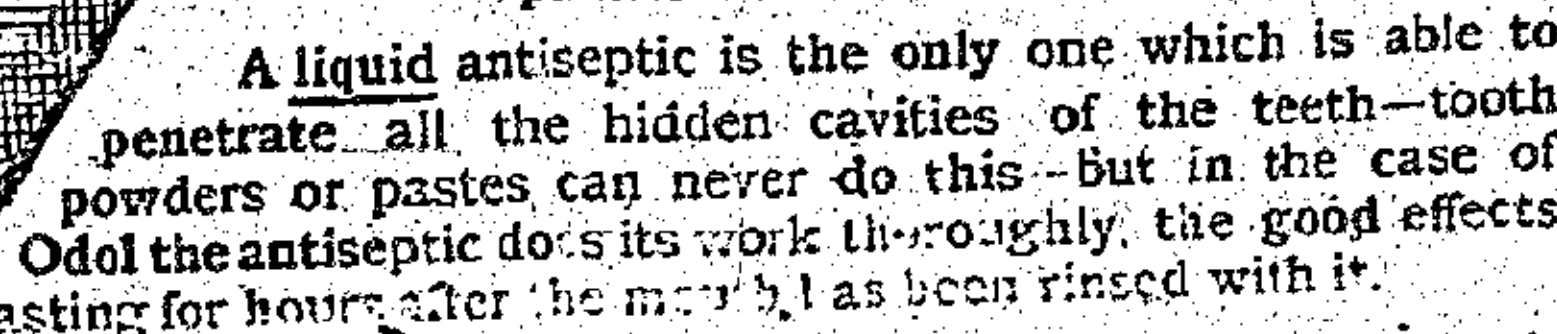 A liquid antiseptic is the only one which is able to
penetrate all the hidden cavities of the teeth—tooth
powders or pastes can never do this—but in the case of
Odol the antiseptic does its work thoroughly, the good effects
asting for hours after the mouth has been rinsed with it.